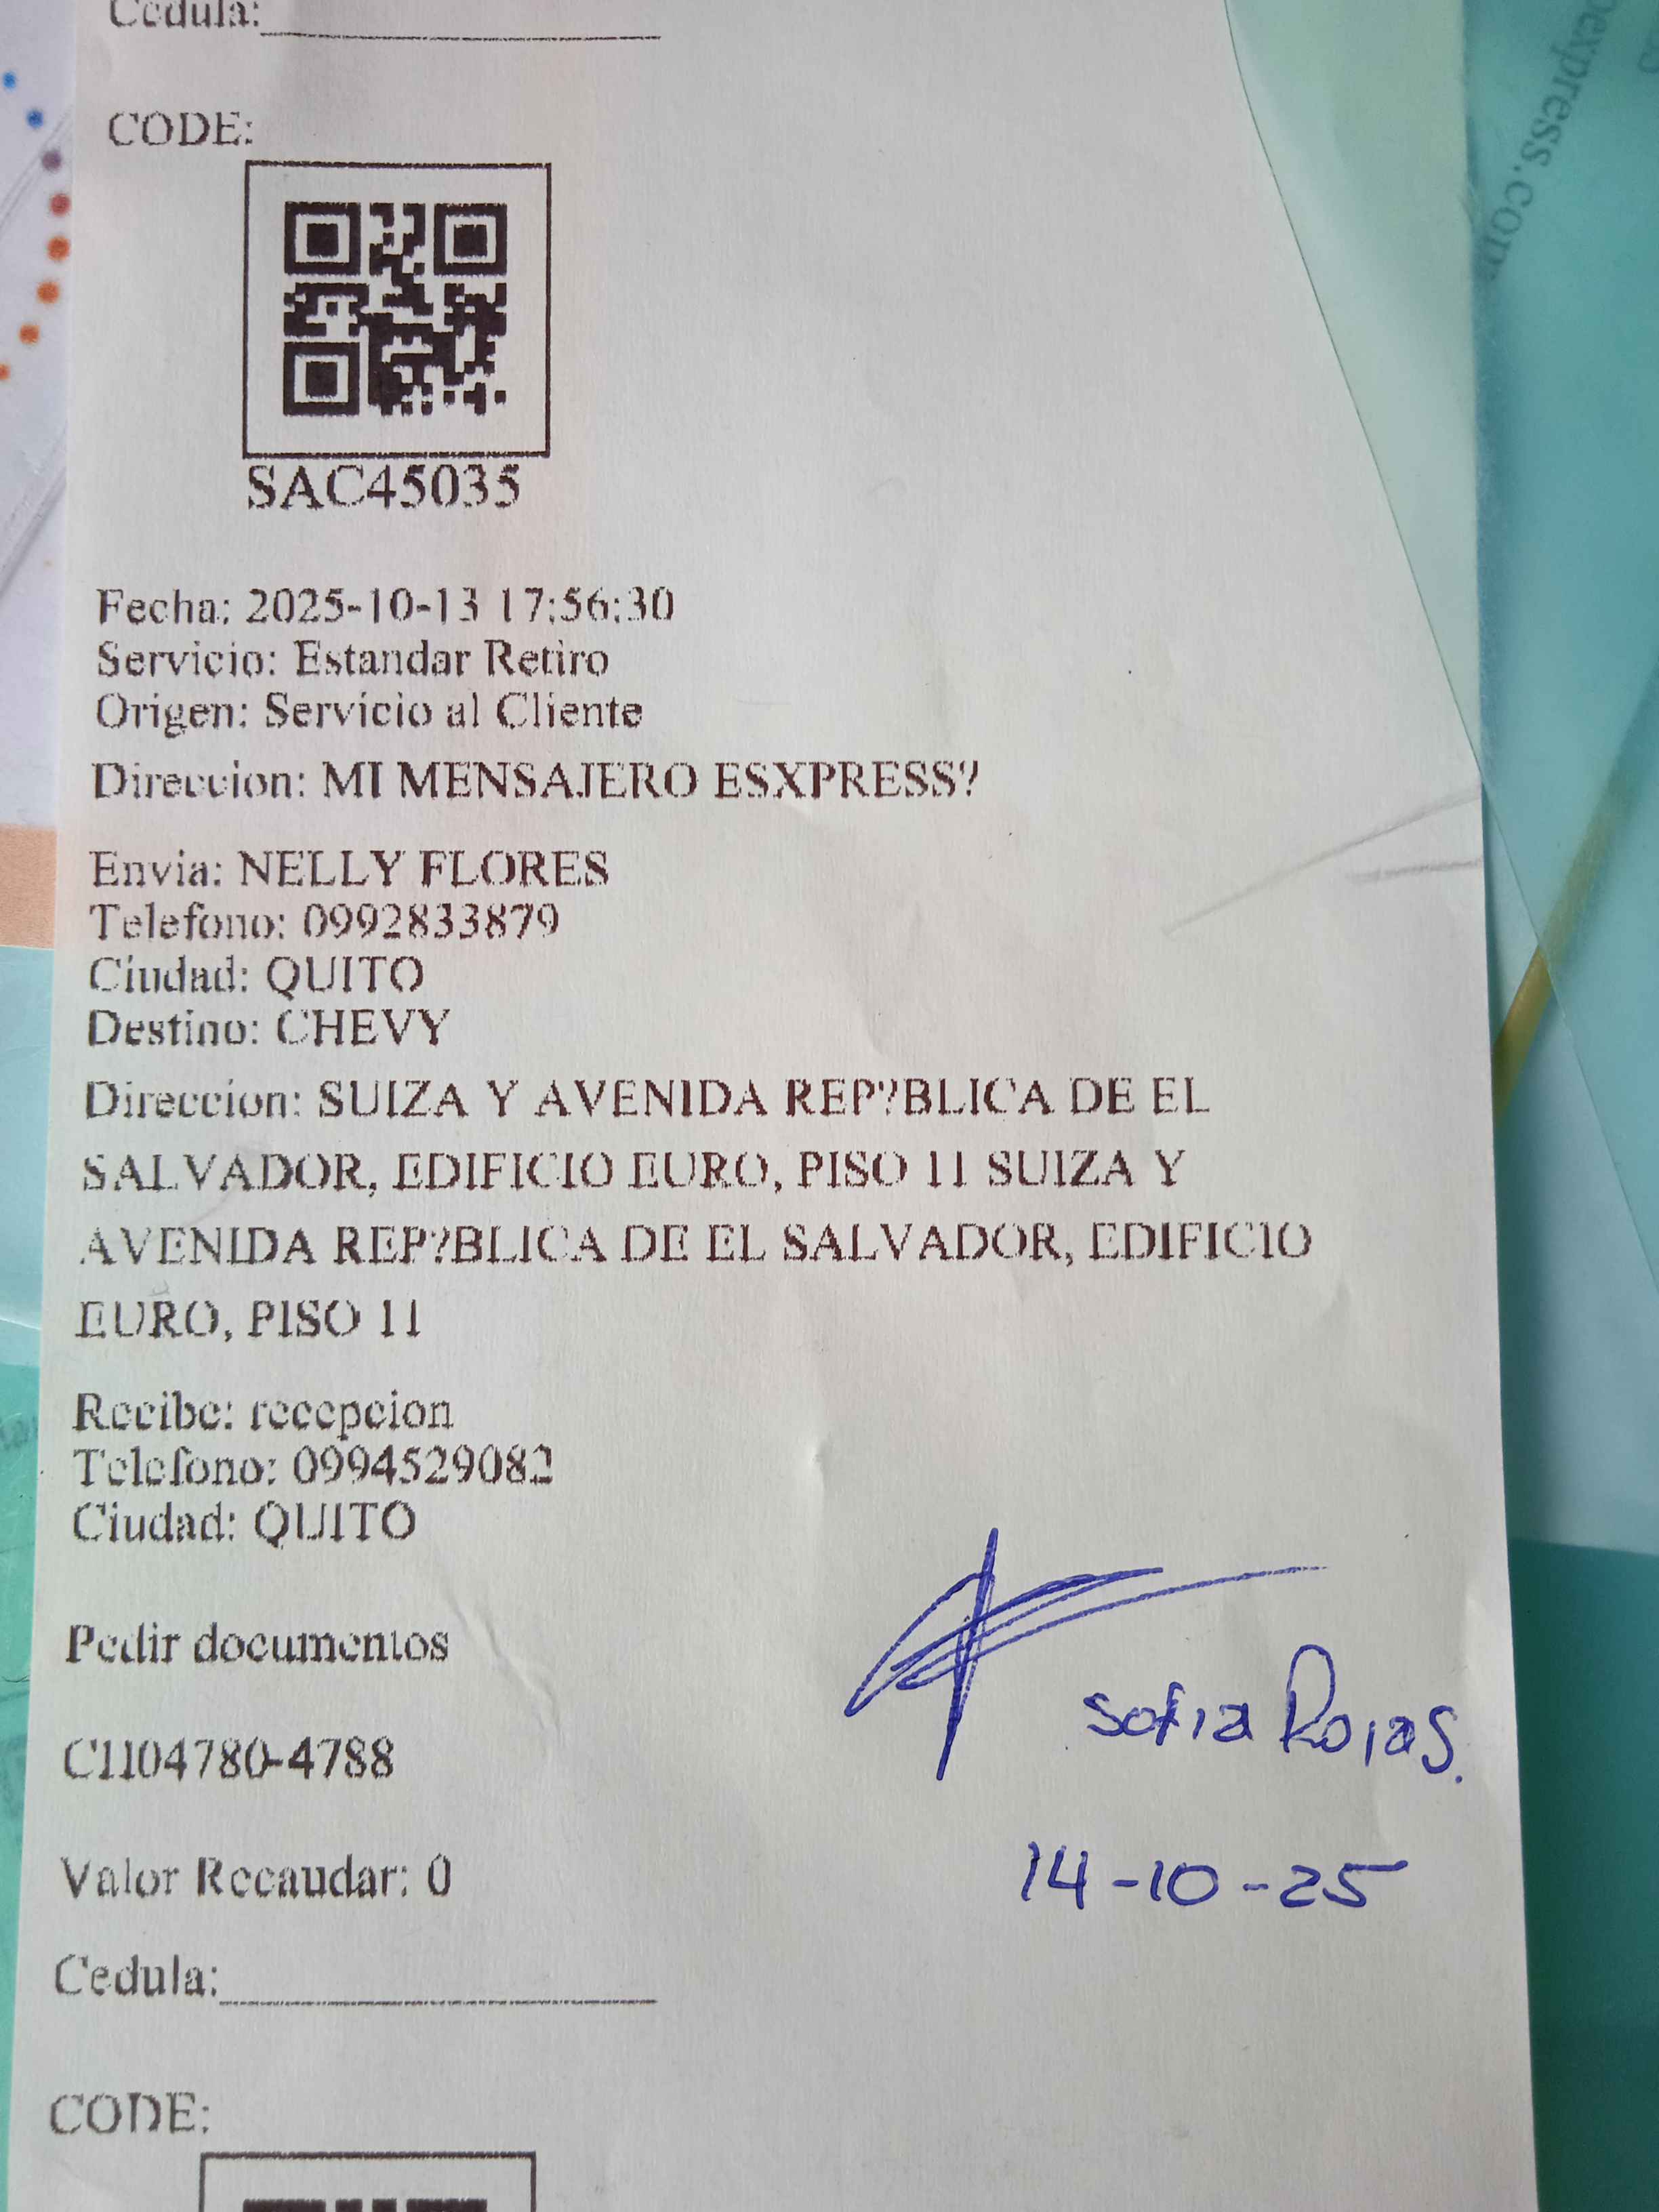 Cedula:
express.com
CODE:
SAC45035
Fecha: 2025-10-13 17:56:30
Servicio: Estandar Retiro
Origen: Servicio al Cliente
Direccion: MI MENSAJERO ESXPRESS?
Envia: NELLY FLORES
Telefono: 0992833879
Ciudad: QUITO
Destino: CHEVY
Direccion: SUIZA Y AVENIDA REP?BLICA DE EL
SALVADOR, EDIFICIO EURO, PISO 11 SUIZA Y
AVENIDA REP?BLICA DE EL SALVADOR, EDIFICIO
EURO, PISO 11
Recibe: recepcion
Telefono: 0994529082
Ciudad: QUITO
Pedir documentos
Sofia Rojas.
C1104780-4788
14-10-25
Valor Recaudar: 0
Cedula:
CODE: